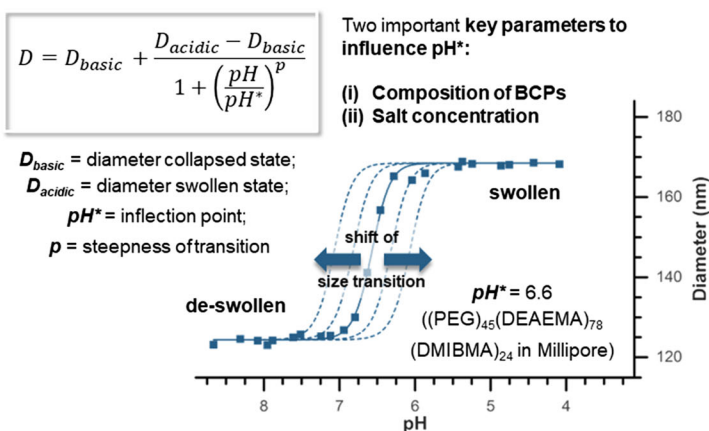 D = D_basic + (D_acidic − D_basic) / (1 + (pH / pH*)^p)
Two important key parameters to
influence pH*:
(i) Composition of BCPs
(ii) Salt concentration
D_basic = diameter collapsed state;
D_acidic = diameter swollen state;
pH* = inflection point;
p = steepness of transition
swollen
shift of
size transition
de-swollen
pH* = 6.6
((PEG)45(DEAEMA)78
(DMIBMA)24 in Millipore)
180
160
140
120
Diameter (nm)
8 7 6 5 4
pH